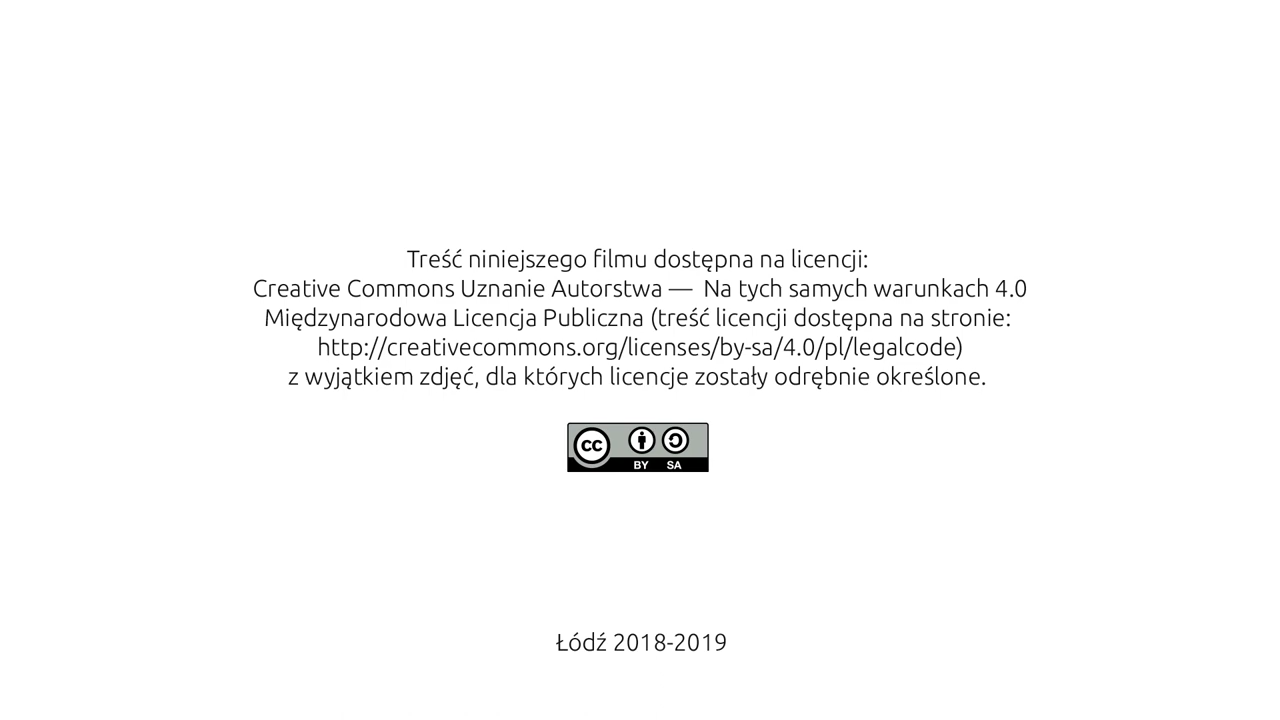 Treść niniejszego filmu dostępna na licencji:
Creative Commons Uznanie Autorstwa — Na tych samych warunkach 4.0
Międzynarodowa Licencja Publiczna (treść licencji dostępna na stronie:
http://creativecommons.org/licenses/by-sa/4.0/pl/legalcode)
z wyjątkiem zdjęć, dla których licencje zostały odrębnie określone.
cc
BY SA
Łódź 2018-2019